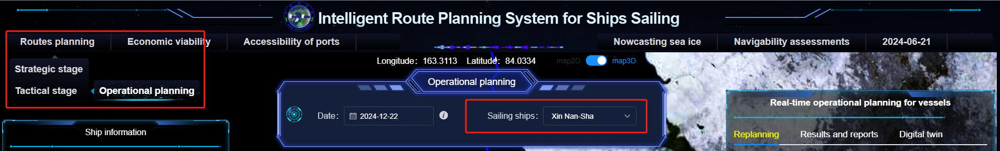 Intelligent Route Planning System for Ships Sailing
Routes planning Economic viability Accessibility of ports Nowcasting sea ice Navigability assessments 2024-06-21
Longitude: 163.3113 Latitude: 84.0334 map2D map3D
Strategic stage
Tactical stage Operational planning
Operational planning
Real-time operational planning for vessels
Date: 2024-12-22 Sailing ships: Xin Nan-Sha
Ship information
Replanning Results and reports Digital twin